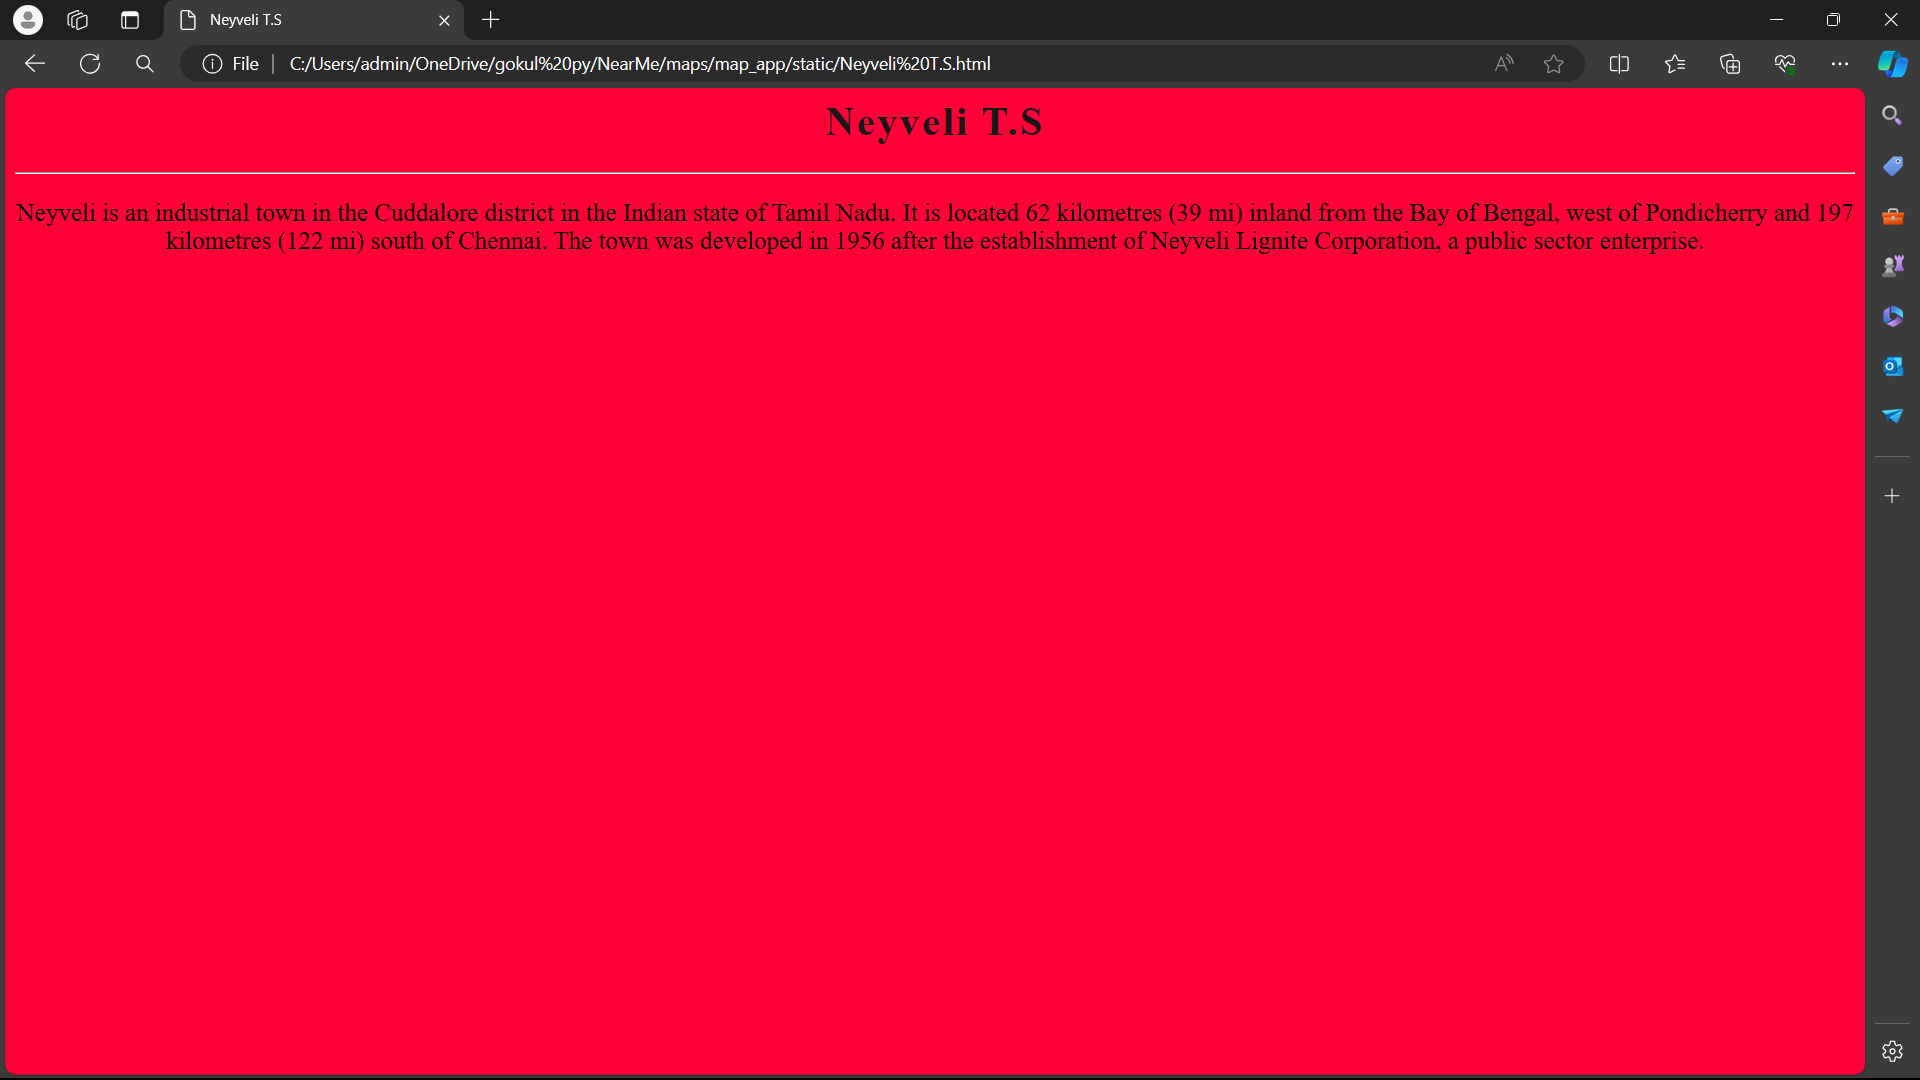 Neyveli T.S
File
C:/Users/admin/OneDrive/gokul%20py/NearMe/maps/map_app/static/Neyveli%20T.S.html
Neyveli T.S
Neyveli is an industrial town in the Cuddalore district in the Indian state of Tamil Nadu. It is located 62 kilometres (39 mi) inland from the Bay of Bengal, west of Pondicherry and 197
kilometres (122 mi) south of Chennai. The town was developed in 1956 after the establishment of Neyveli Lignite Corporation, a public sector enterprise.